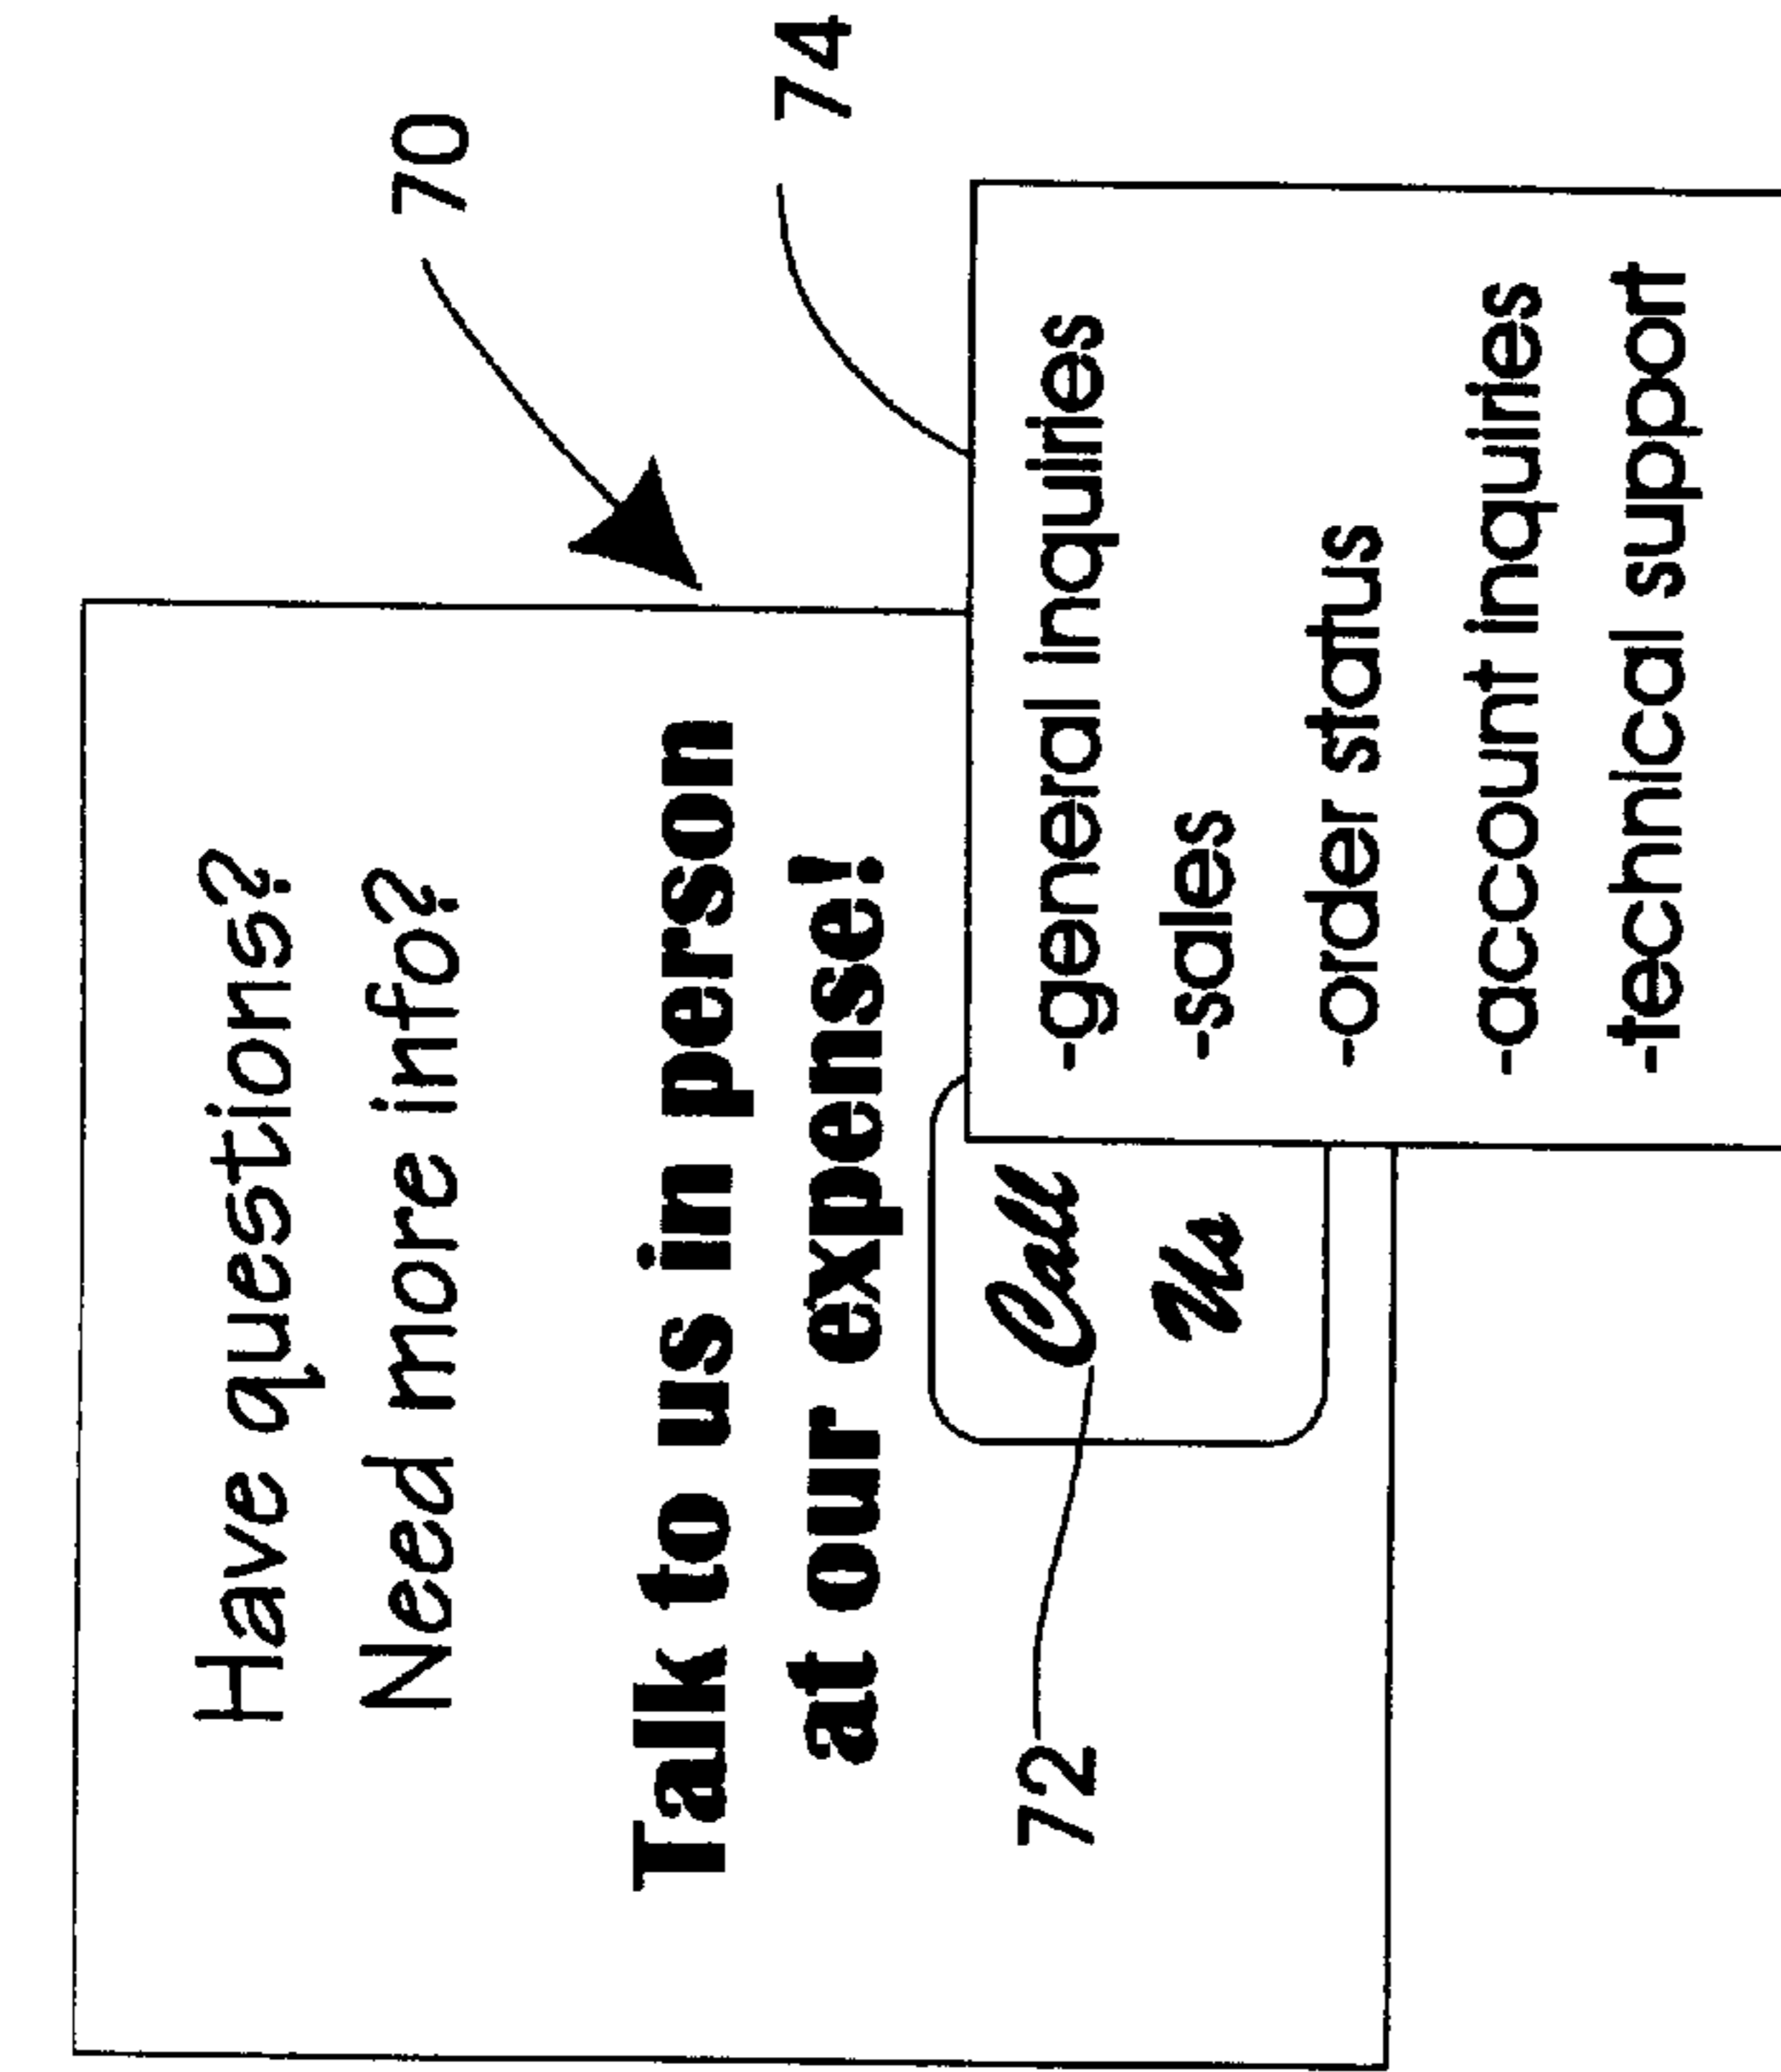 70
Have questions?
Need more info?
74
Talk to us in person
at our expense!
72
Call
Us
-general inquiries
-sales
-order status
-account inquiries
-technical support